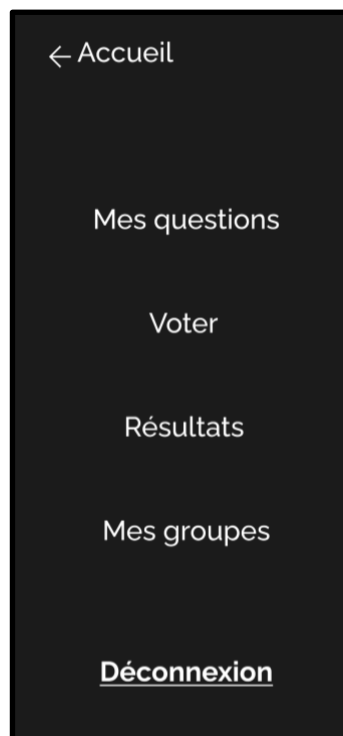 ← Accueil
Mes questions
Voter
Résultats
Mes groupes
Déconnexion